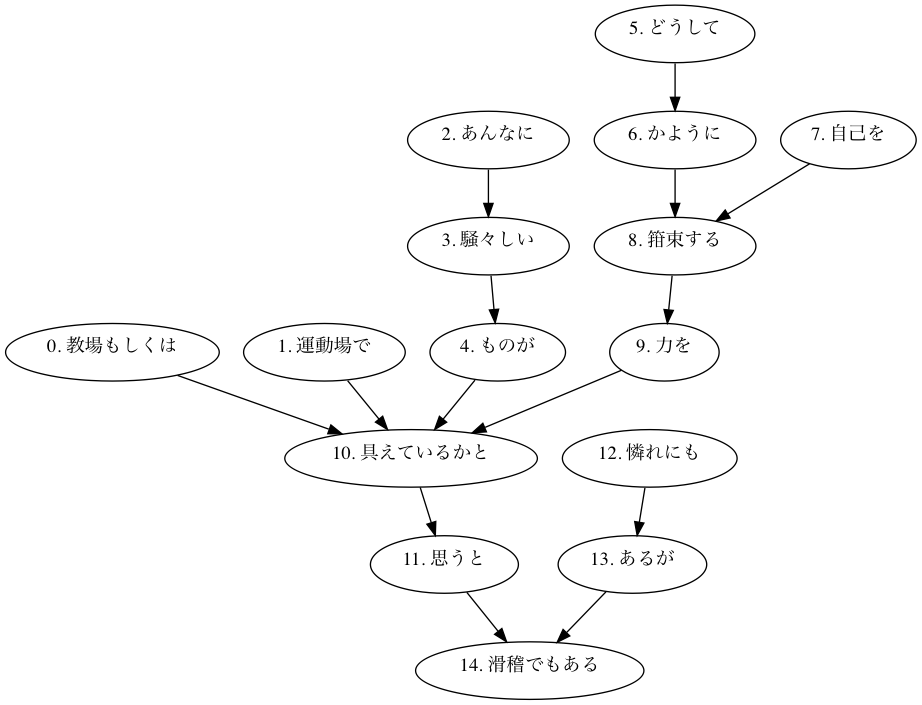 5. どうして
2. あんなに
6. かように
7. 自己を
3. 騒々しい
8. 箝束する
0. 教場もしくは
1. 運動場で
4. ものが
9. 力を
10. 具えているかと
12. 憐れにも
11. 思うと
13. あるが
14. 滑稽でもある